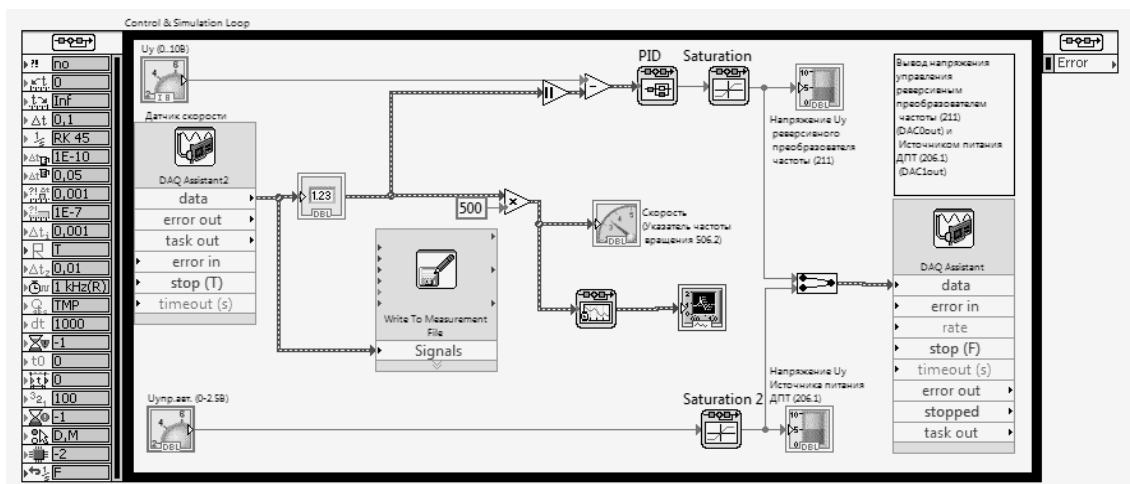 Control & Simulation Loop
?!
no
0
Inf
Δt
0,1
RK 45
1E-10
0,05
0,001
1E-7
0,001
T
0,01
1 kHz(R)
TMP
dt
1000
-1
t0
0
0
100
-1
D,M
-2
F
Uy (0..10В)
Датчик скорости
DAQ Assistant2
data
error out
task out
error in
stop (T)
timeout (s)
1.23
DBL
500
Write To Measurement
File
Signals
Uупр.авт. (0-2.5В)
DBL
PID
Saturation
DBL
Напряжение Uy
реверсивного
преобразователя
частоты (211)
DBL
Скорость
(Указатель частоты
вращения 506.2)
Saturation 2
Напряжение Uy
Источника питания
ДПТ (206.1)
DBL
Вывод напряжения
управления
реверсивным
преобразователем
частоты (211)
(DAC0out) и
Источником питания
ДПТ (206.1)
(DAC1out)
DAQ Assistant
data
error in
rate
stop (F)
timeout (s)
error out
stopped
task out
Error